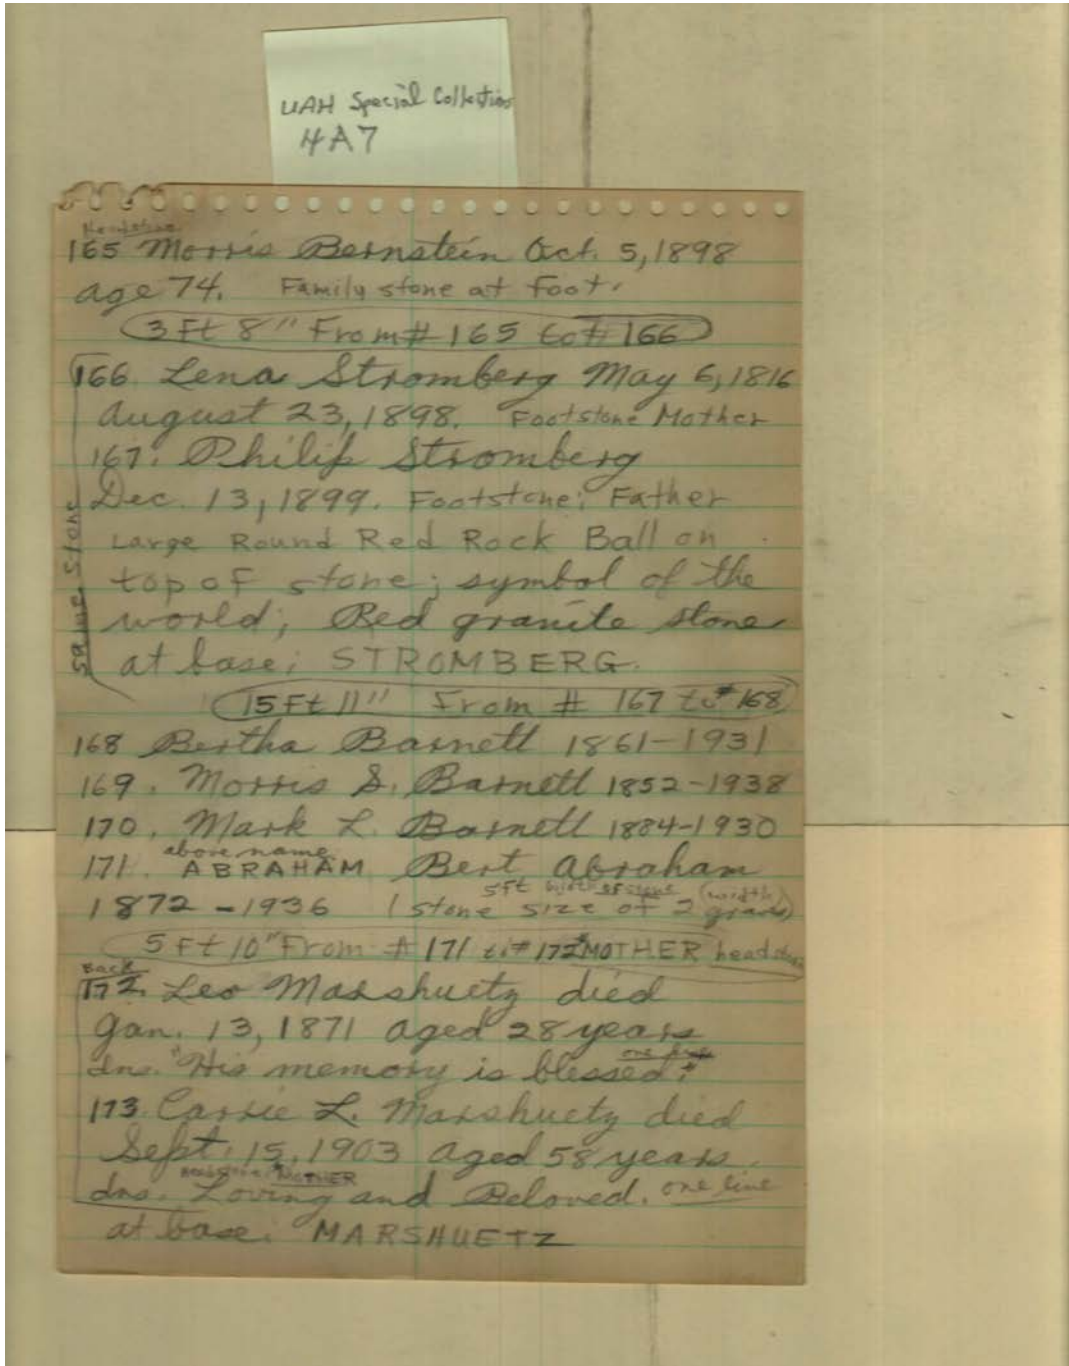 UAH Special Collection
4A7
Headstone
165 Morris Bernstein Oct. 5, 1898
age 74. Family stone at foot.
3 Ft 8" From # 165 to # 166
166. Lena Stromberg May 6, 1816
August 23, 1898. Footstone Mother
167. Philip Stromberg
Dec. 13, 1899. Footstone; Father
Large Round Red Rock Ball on
top of stone; symbol of the
world; Red granite stone
at base; STROMBERG.
Same Stone
15 Ft 11" From # 167 to # 168
168 Bertha Barnett 1861-1931
169. Morris S. Barnett 1852-1938
170. Mark L. Barnett 1884-1930
above name
171. ABRAHAM Bert Abraham
5ft width of stone (width
1872-1936 1 stone size of 2 graves)
5 Ft 10" From # 171 to # 172 MOTHER headstone
Back
172. Leo Marshuetz died
Jan. 13, 1871 aged 28 years
one line
Ins. "His memory is blessed."
173 Carrie L. Marshuetz died
Sept. 15, 1903 aged 58 years.
headstone: MOTHER
Ins. Loving and Beloved. one line
at base: MARSHUETZ